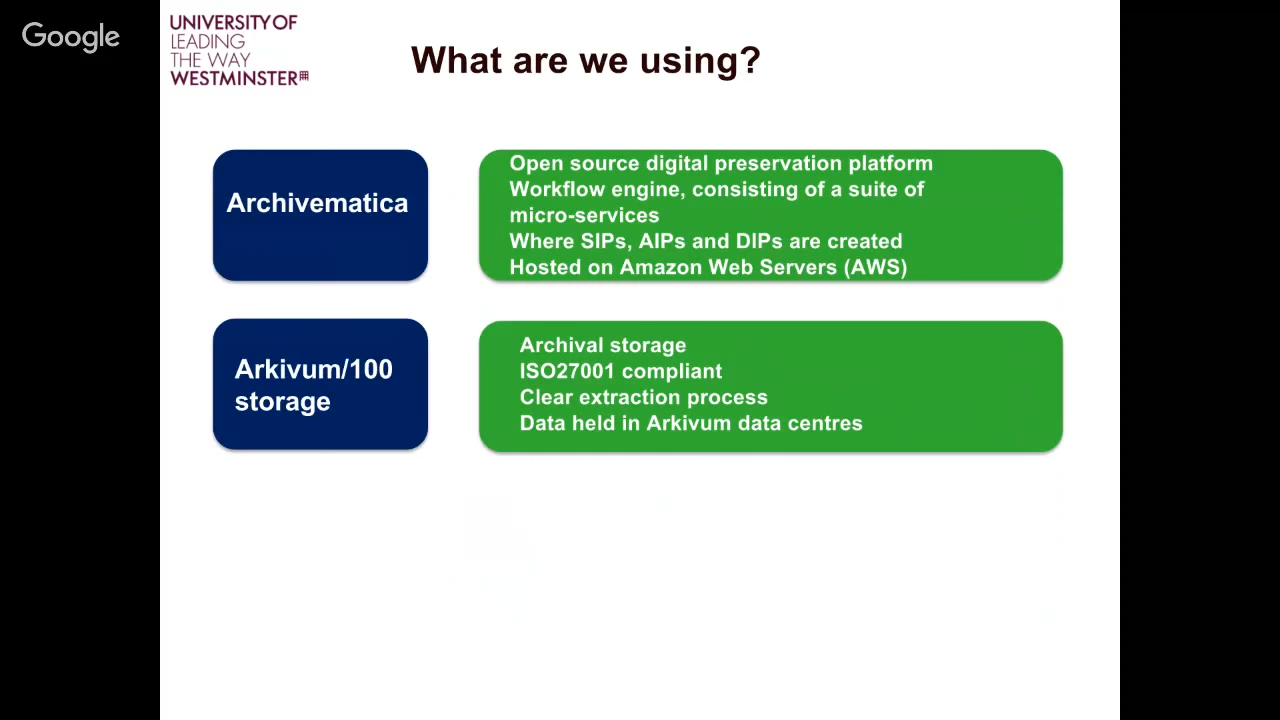 Google
UNIVERSITY OF
LEADING
THE WAY
WESTMINSTER
What are we using?
Archivematica
Open source digital preservation platform
Workflow engine, consisting of a suite of
micro-services
Where SIPs, AIPs and DIPs are created
Hosted on Amazon Web Servers (AWS)
Arkivum/100
storage
Archival storage
ISO27001 compliant
Clear extraction process
Data held in Arkivum data centres